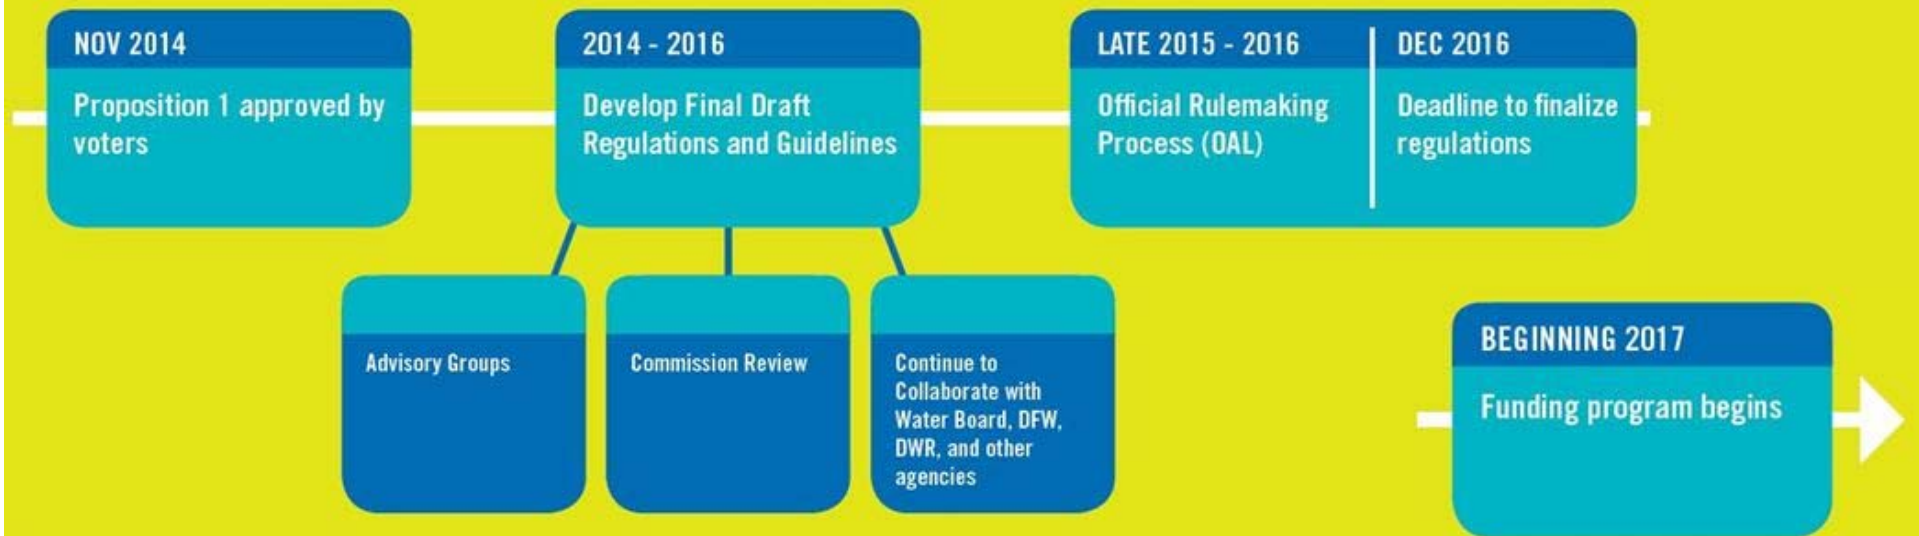 NOV 2014
Proposition 1 approved by
voters
2014 - 2016
Develop Final Draft
Regulations and Guidelines
LATE 2015 - 2016
Official Rulemaking
Process (OAL)
DEC 2016
Deadline to finalize
regulations
Advisory Groups
Commission Review
Continue to
Collaborate with
Water Board, DFW,
DWR, and other
agencies
BEGINNING 2017
Funding program begins